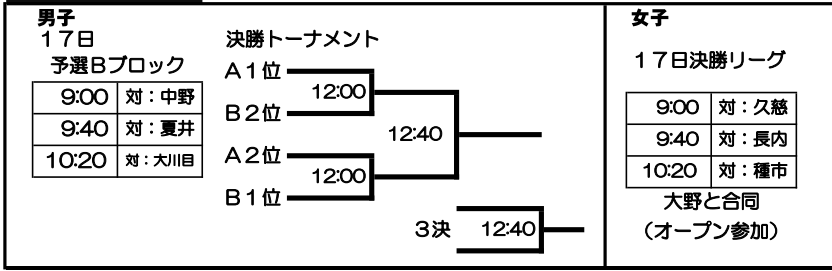 男子
１７日
予選Ｂブロック
9:00 対：中野
9:40 対：夏井
10:20 対：大川目
決勝トーナメント
Ａ１位
12:00
Ｂ２位
12:40
Ａ２位
12:00
Ｂ１位
３決 12:40
女子
１７日決勝リーグ
9:00 対：久慈
9:40 対：長内
10:20 対：種市
大野と合同
（オープン参加）